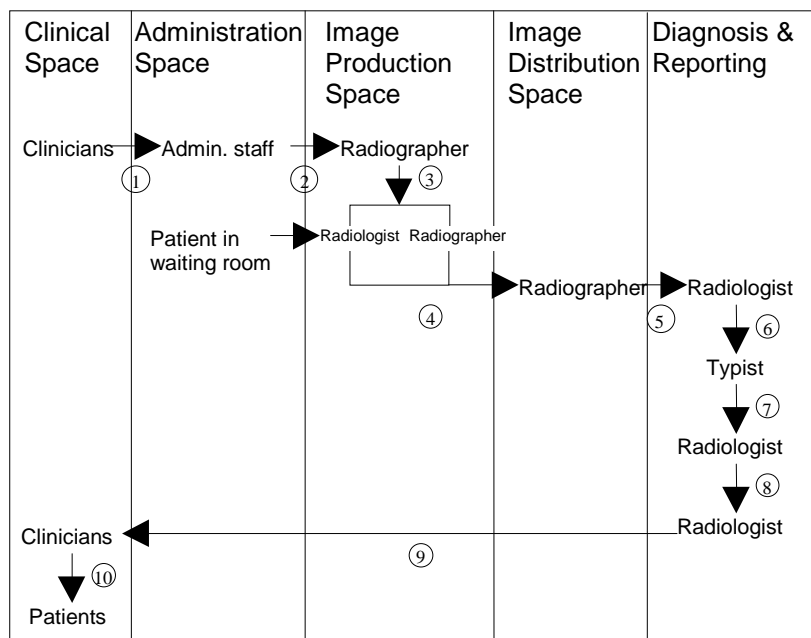 Clinical
Space
Administration
Space
Image
Production
Space
Image
Distribution
Space
Diagnosis &
Reporting
Clinicians
Admin. staff
Radiographer
1
2
3
Patient in
waiting room
Radiologist
Radiographer
Radiographer
Radiologist
4
5
6
Typist
7
Radiologist
8
Radiologist
Clinicians
9
10
Patients